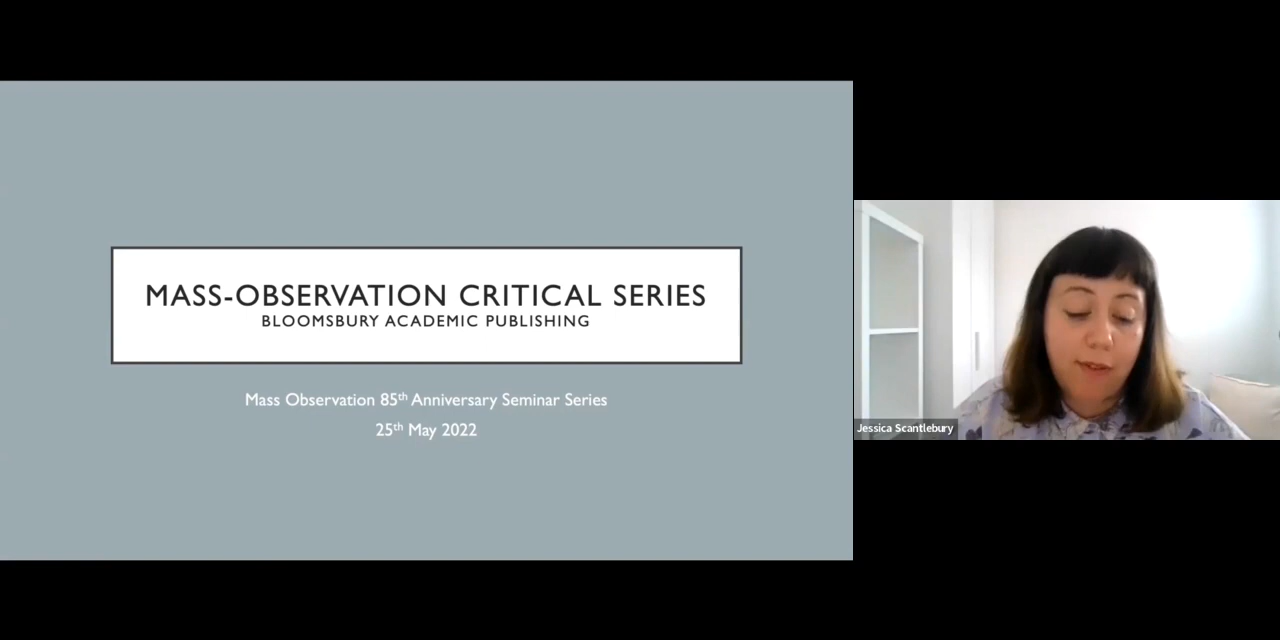 MASS-OBSERVATION CRITICAL SERIES
BLOOMSBURY ACADEMIC PUBLISHING
Mass Observation 85th Anniversary Seminar Series
25th May 2022
Jessica Scantlebury